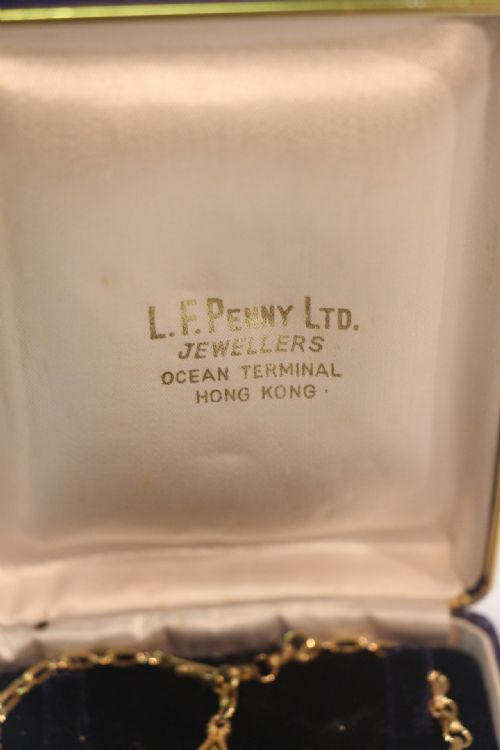 L. F. PENNY LTD.
JEWELLERS
OCEAN TERMINAL
HONG KONG.